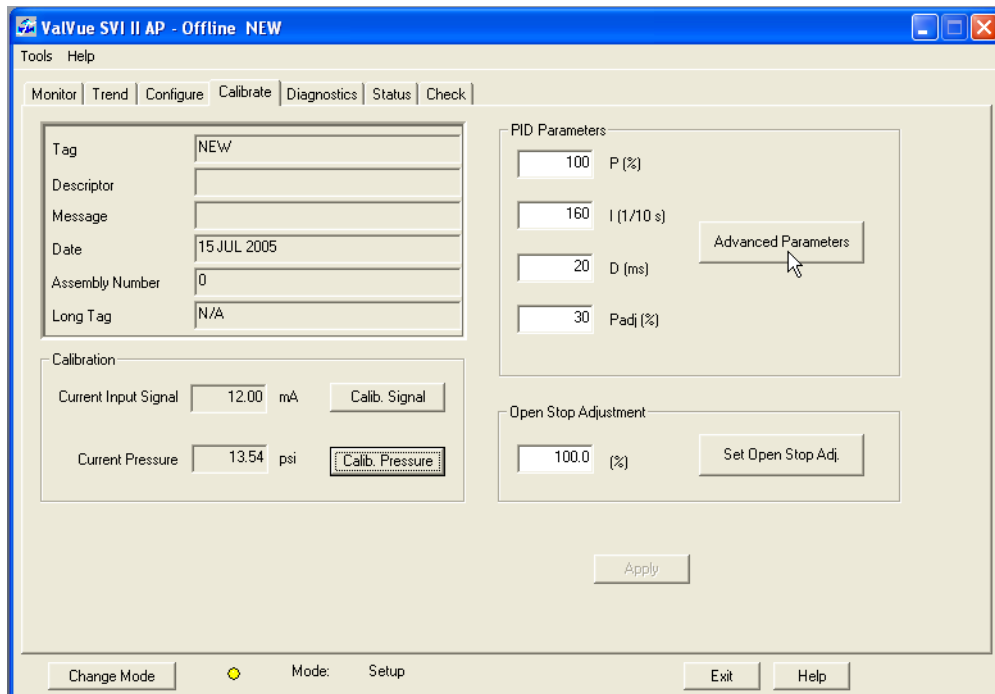 ValVue SVI II AP - Offline NEW
Tools Help
Monitor Trend Configure Calibrate Diagnostics Status Check
Tag NEW
Descriptor
Message
Date 15 JUL 2005
Assembly Number 0
Long Tag N/A
Calibration
Current Input Signal 12.00 mA Calib. Signal
Current Pressure 13.54 psi Calib. Pressure
PID Parameters
100 P (%)
160 I (1/10 s)
Advanced Parameters
20 D (ms)
30 Padj (%)
Open Stop Adjustment
100.0 (%) Set Open Stop Adj.
Apply
Change Mode Mode: Setup Exit Help